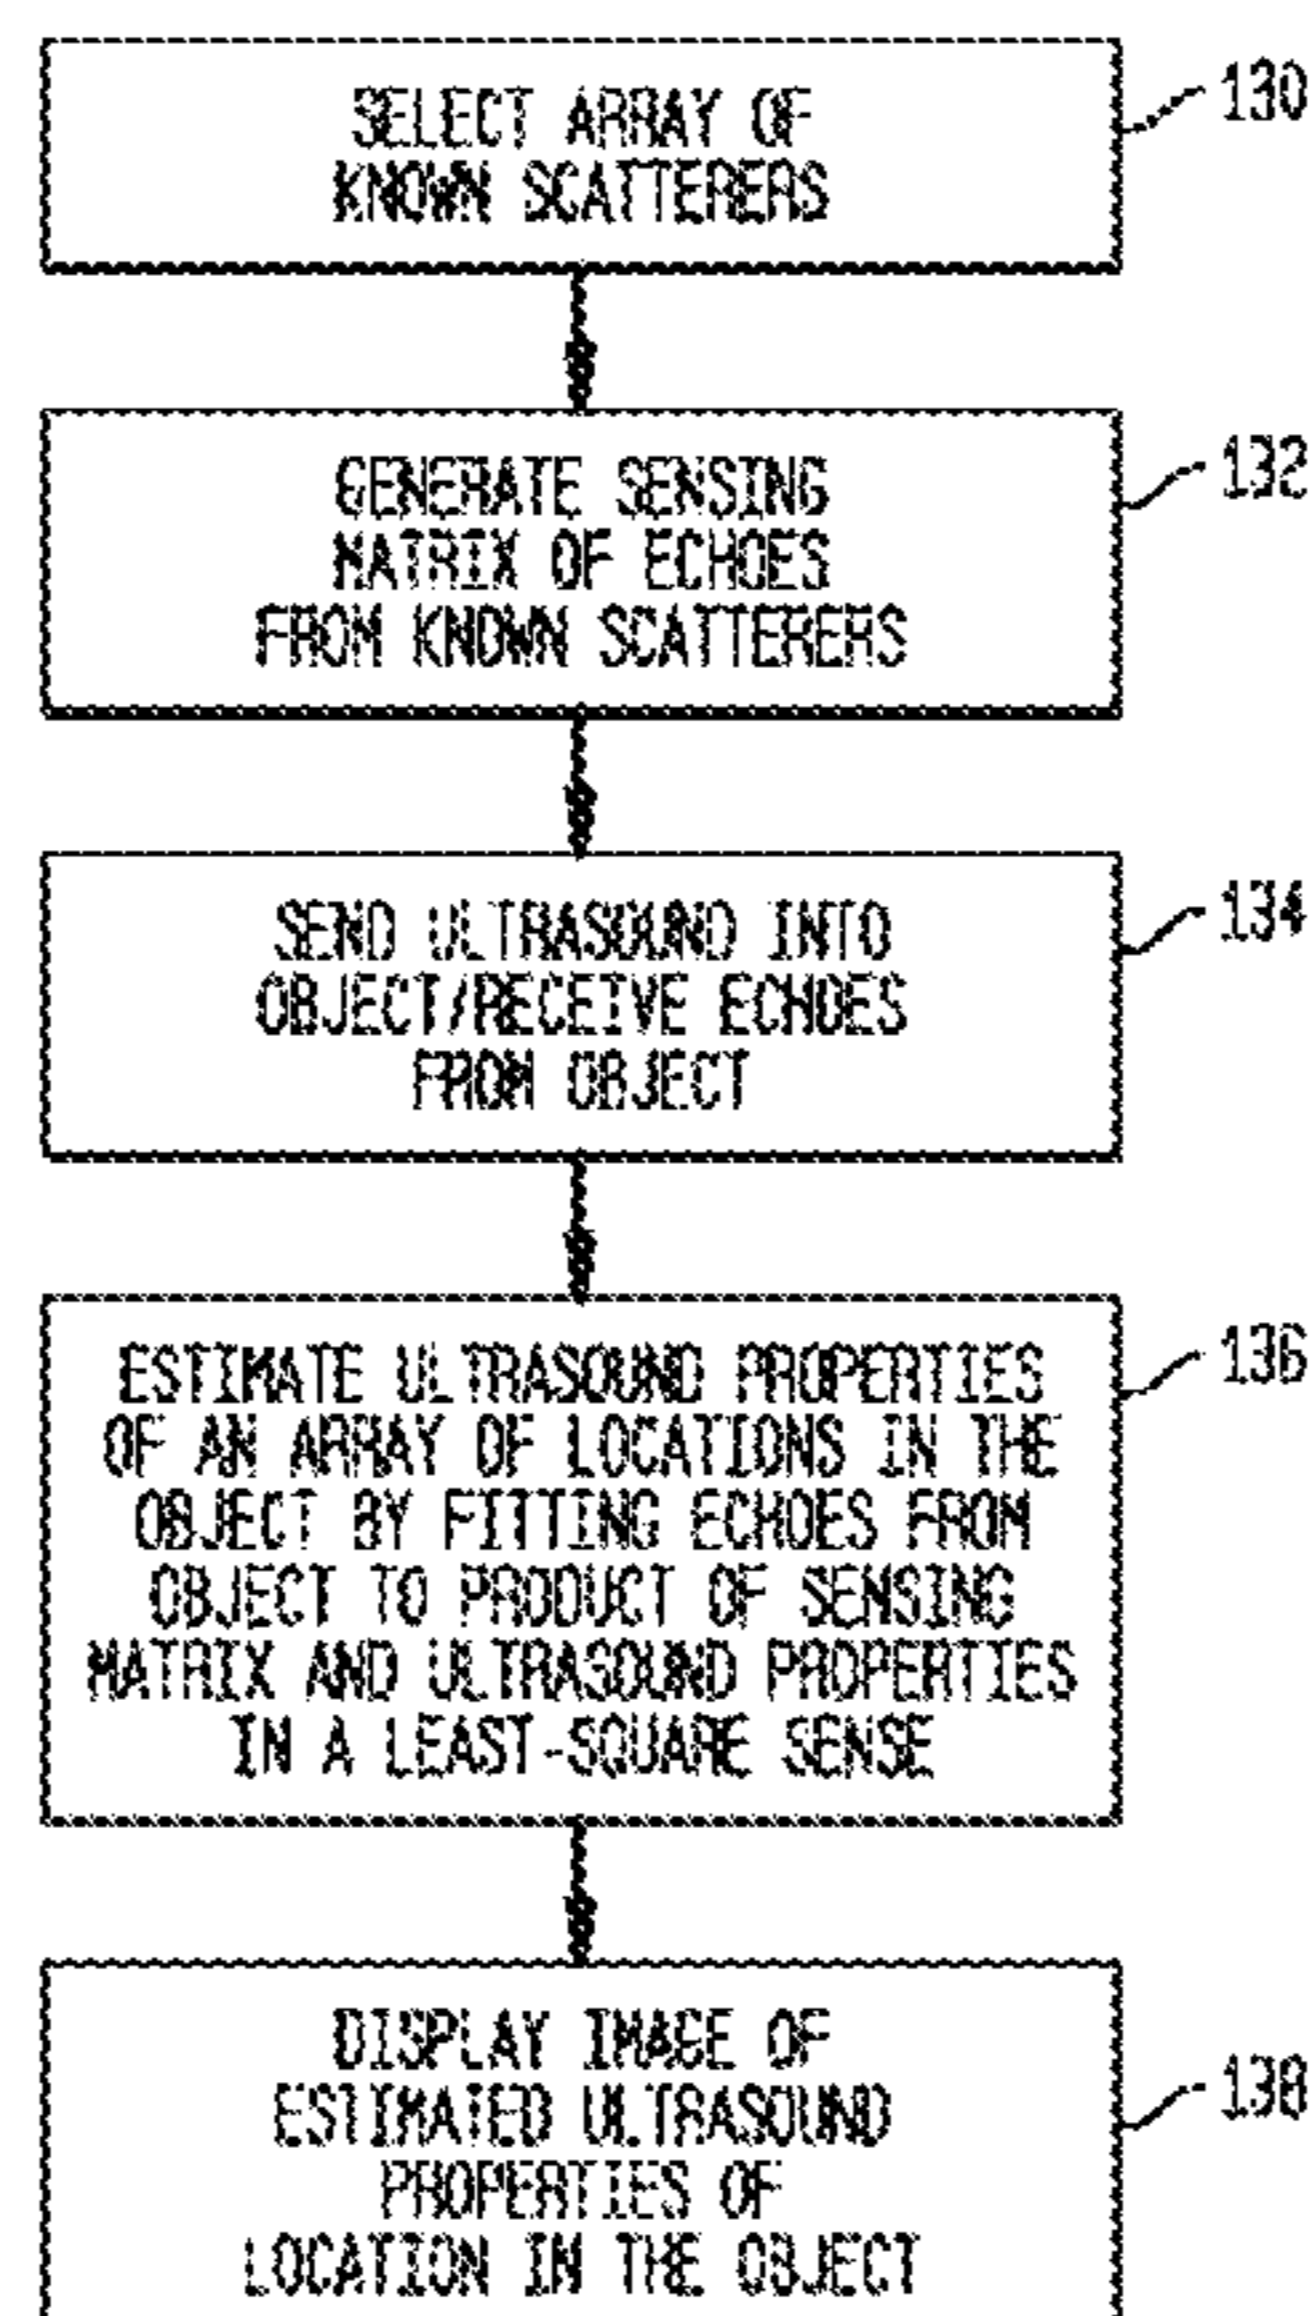 SELECT ARRAY OF
KNOWN SCATTERERS
130
GENERATE SENSING
MATRIX OF ECHOES
FROM KNOWN SCATTERERS
132
SEND ULTRASOUND INTO
OBJECT/RECEIVE ECHOES
FROM OBJECT
134
ESTIMATE ULTRASOUND PROPERTIES
OF AN ARRAY OF LOCATIONS IN THE
OBJECT BY FITTING ECHOES FROM
OBJECT TO PRODUCT OF SENSING
MATRIX AND ULTRASOUND PROPERTIES
IN A LEAST-SQUARE SENSE
136
DISPLAY IMAGE OF
ESTIMATED ULTRASOUND
PROPERTIES OF
LOCATION IN THE OBJECT
138